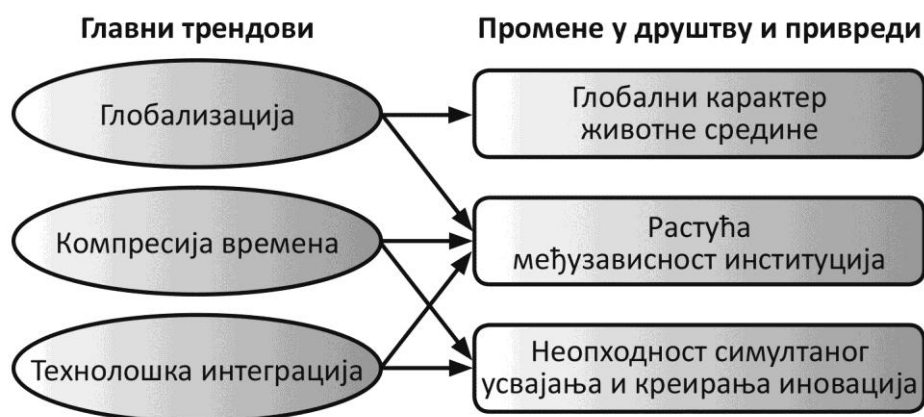 Главни трендови
Промене у друштву и привреди
Глобализација
Глобални карактер
животне средине
Компресија времена
Растућа
међузависност институција
Технолошка интеграција
Неопходност симултаног
усвајања и креирања иновација